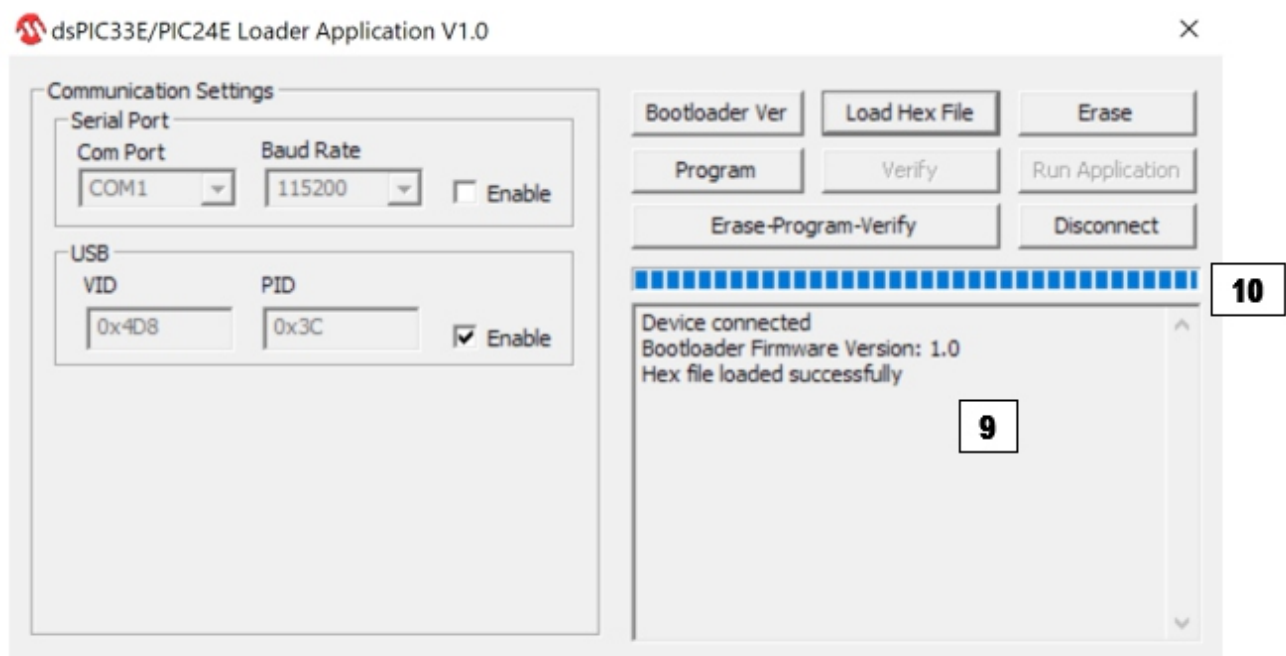 dsPIC33E/PIC24E Loader Application V1.0
Communication Settings
Serial Port
Com Port Baud Rate
COM1 115200 Enable
USB
VID PID
0x4D8 0x3C Enable
Bootloader Ver Load Hex File Erase
Program Verify Run Application
Erase-Program-Verify Disconnect
10
Device connected
Bootloader Firmware Version: 1.0
Hex file loaded successfully
9